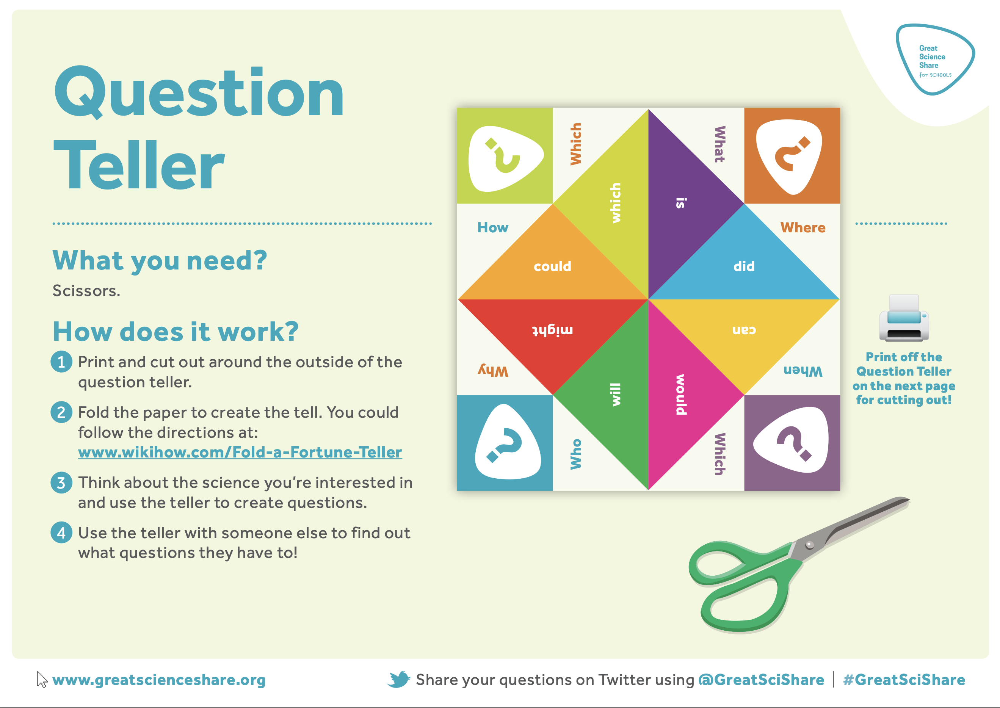 Great
Science
Share
for SCHOOLS
Question
Teller
What you need?
Scissors.
How does it work?
1 Print and cut out around the outside of the
question teller.
2 Fold the paper to create the tell. You could
follow the directions at:
www.wikihow.com/Fold-a-Fortune-Teller
3 Think about the science you're interested in
and use the teller to create questions.
4 Use the teller with someone else to find out
what questions they have to!
?
Which
What
?
which
is
How
Where
could
did
might
can
Why
When
will
would
?
Who
Which
?
Print off the
Question Teller
on the next page
for cutting out!
www.greatscienceshare.org
Share your questions on Twitter using @GreatSciShare | #GreatSciShare